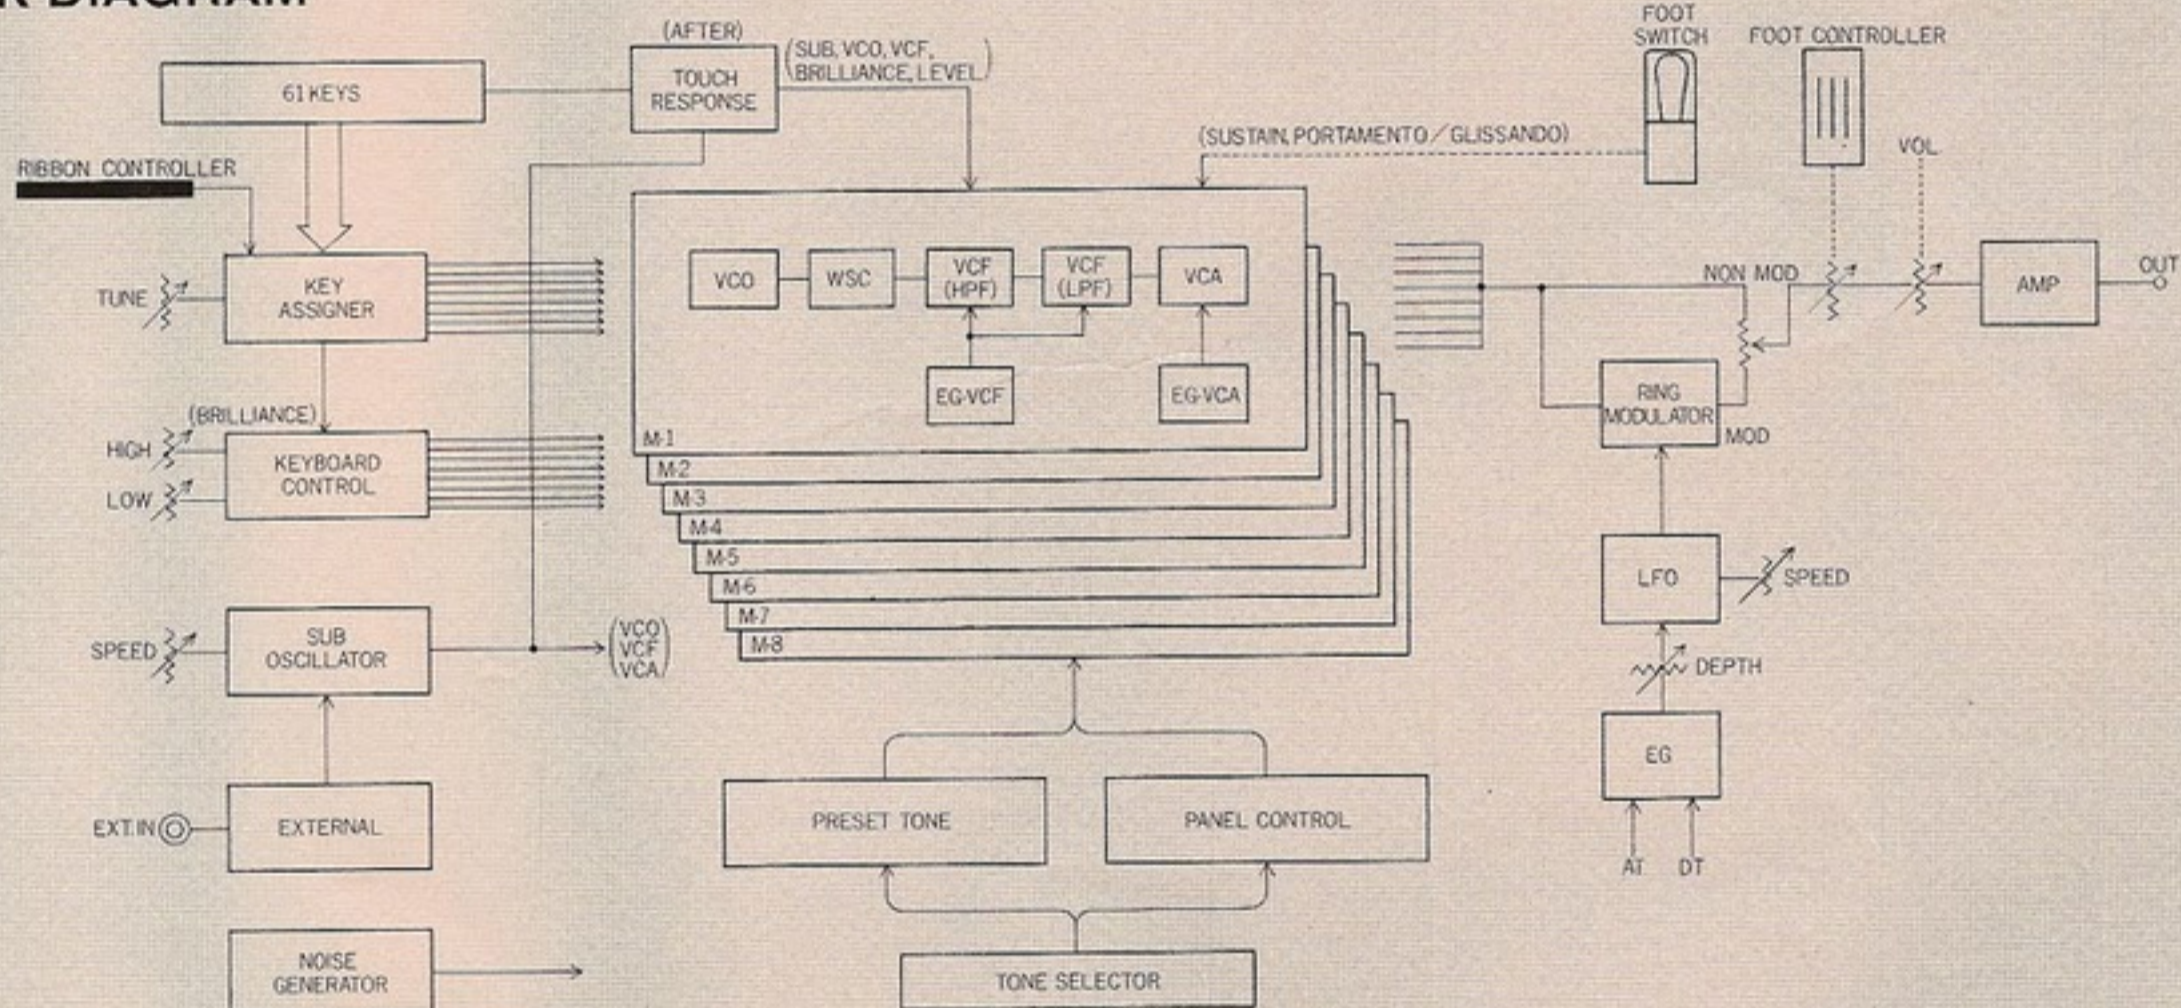 K DIAGRAM
FOOT
SWITCH
FOOT CONTROLLER
(AFTER)
(SUB, VCO, VCF,
BRILLIANCE, LEVEL)
61 KEYS
TOUCH
RESPONSE
(SUSTAIN, PORTAMENTO/GLISSANDO)
VOL.
RIBBON CONTROLLER
VCO
WSC
VCF
(HPF)
VCF
(LPF)
VCA
NON MOD
AMP
OUT
TUNE
KEY
ASSIGNER
EG-VCF
EG-VCA
RING
MODULATOR
MOD
(BRILLIANCE)
HIGH
LOW
KEYBOARD
CONTROL
M-1
M-2
M-3
M-4
M-5
M-6
M-7
M-8
LFO
SPEED
SPEED
SUB
OSCILLATOR
(VCO
VCF
VCA)
DEPTH
EG
AT
DT
EXT.IN
EXTERNAL
PRESET TONE
PANEL CONTROL
NOISE
GENERATOR
TONE SELECTOR